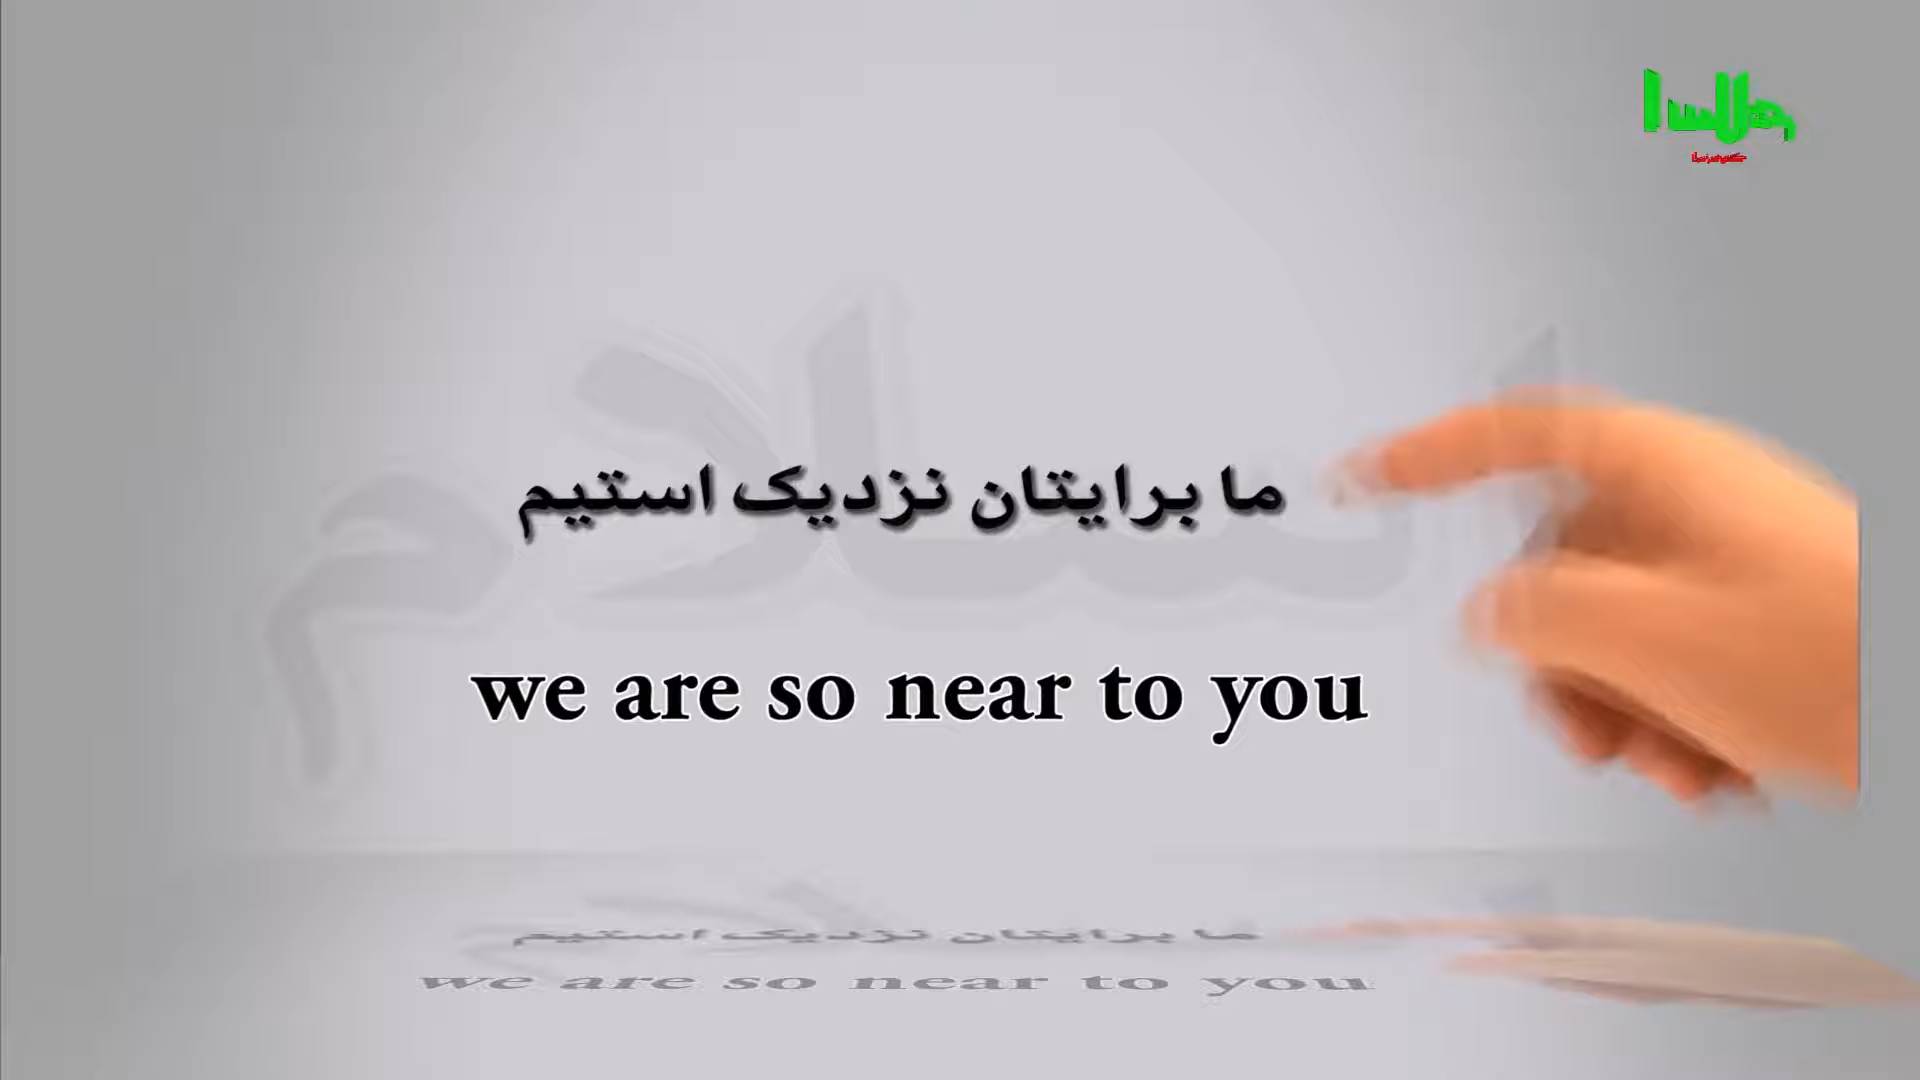 ما برایتان نزدیک استیم
اسلام
we are so near to you
ما برایتان نزدیک استیم
we are so near to you